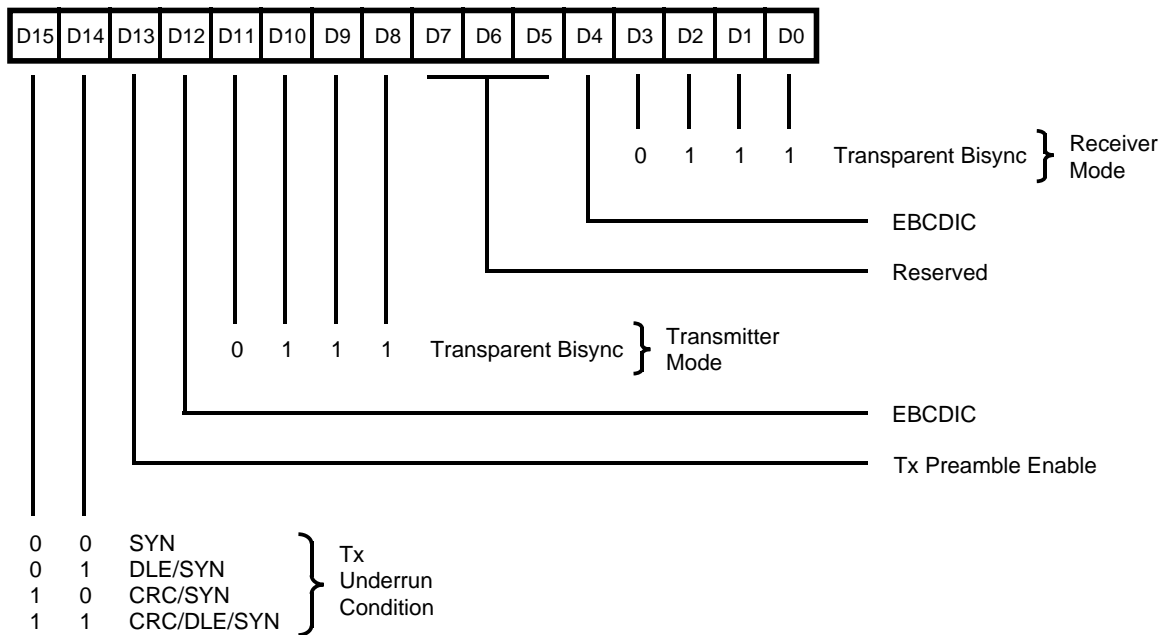 D15 D14 D13 D12 D11 D10 D9 D8 D7 D6 D5 D4 D3 D2 D1 D0
0 1 1 1 Transparent Bisync Receiver
Mode
EBCDIC
Reserved
0 1 1 1 Transparent Bisync Transmitter
Mode
EBCDIC
Tx Preamble Enable
0 0 SYN
0 1 DLE/SYN
1 0 CRC/SYN
1 1 CRC/DLE/SYN
Tx
Underrun
Condition